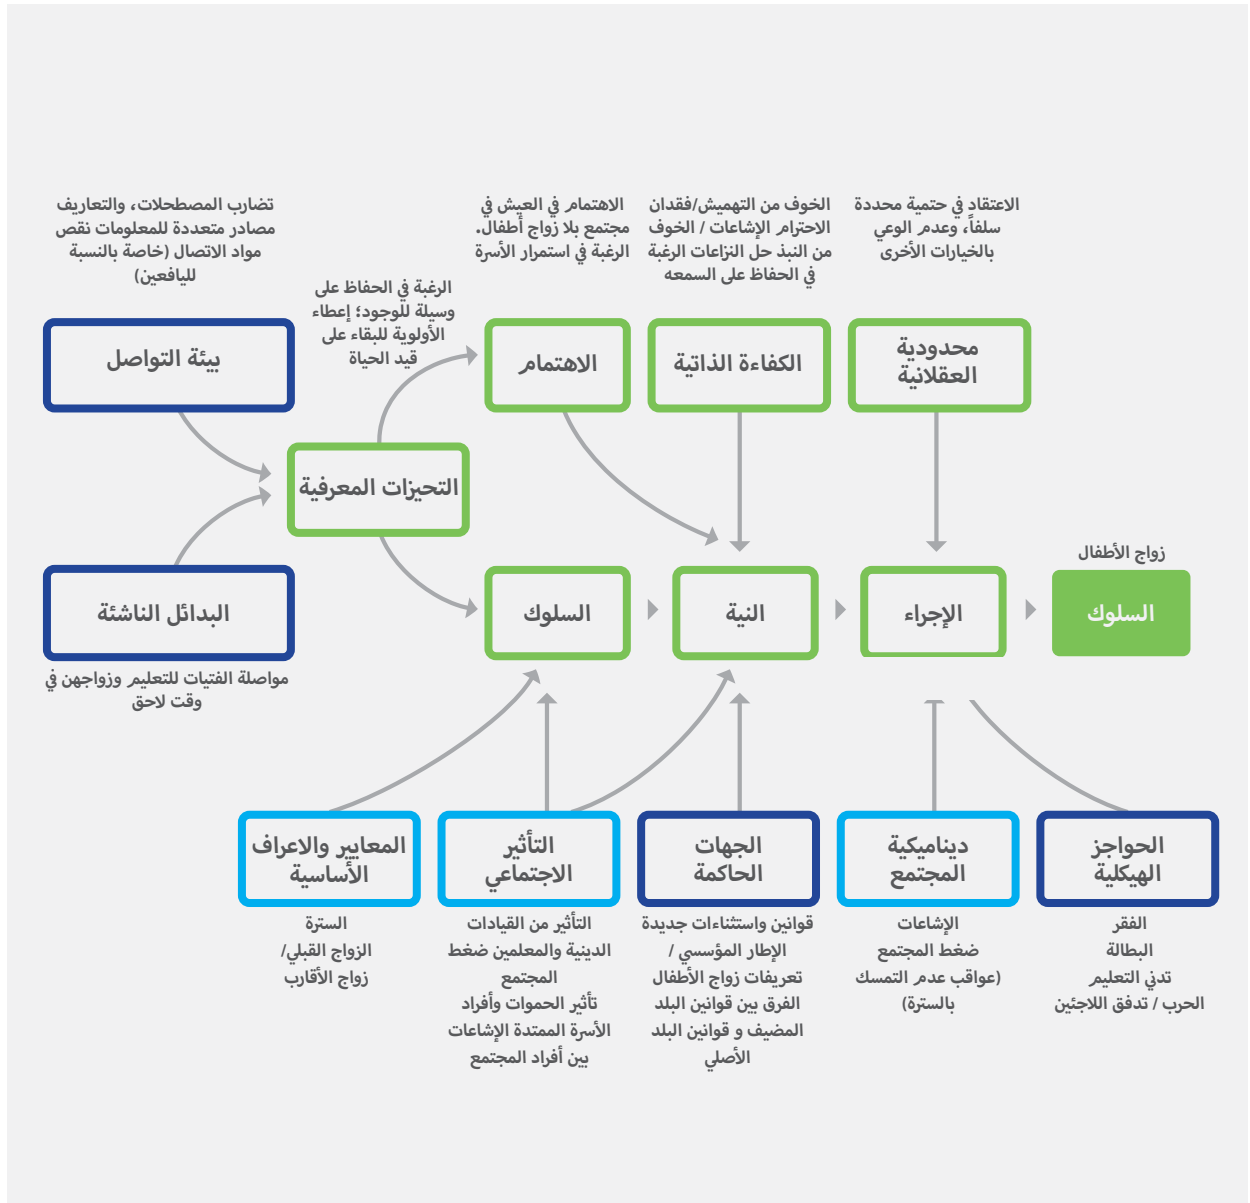 الاعتقاد في حتمية محددة
سلفاً، وعدم الوعي
بالخيارات الأخرى
الخوف من التهميش/فقدان
الاحترام الإشاعات / الخوف
من النبذ حل النزاعات الرغبة
في الحفاظ على السمعه
الاهتمام في العيش في
مجتمع بلا زواج أطفال.
الرغبة في استمرار الأسرة
تضارب المصطلحات، والتعاريف
مصادر متعددة للمعلومات نقص
مواد الاتصال (خاصة بالنسبة
لليافعين)
الرغبة في الحفاظ على
وسيلة للوجود؛ إعطاء
الأولوية للبقاء على
قيد الحياة
محدودية
العقلانية
الكفاءة الذاتية
الاهتمام
بيئة التواصل
التحيزات المعرفية
زواج الأطفال
السلوك
الإجراء
النية
السلوك
البدائل الناشئة
مواصلة الفتيات للتعليم وزواجهن في
وقت لاحق
الحواجز
الهيكلية
ديناميكية
المجتمع
الجهات
الحاكمة
التأثير
الاجتماعي
المعايير والاعراف
الأساسية
الفقر
البطالة
تدني التعليم
الحرب / تدفق اللاجئين
الإشاعات
ضغط المجتمع
(عواقب عدم التمسك
بالسترة)
قوانين واستثناءات جديدة
الإطار المؤسسي /
تعريفات زواج الأطفال
الفرق بين قوانين البلد
المضيف و قوانين البلد
الأصلي
التأثير من القيادات
الدينية والمعلمين ضغط
المجتمع
تأثير الحموات وأفراد
الأسرة الممتدة الإشاعات
بين أفراد المجتمع
السترة
الزواج القبلي/
زواج الأقارب